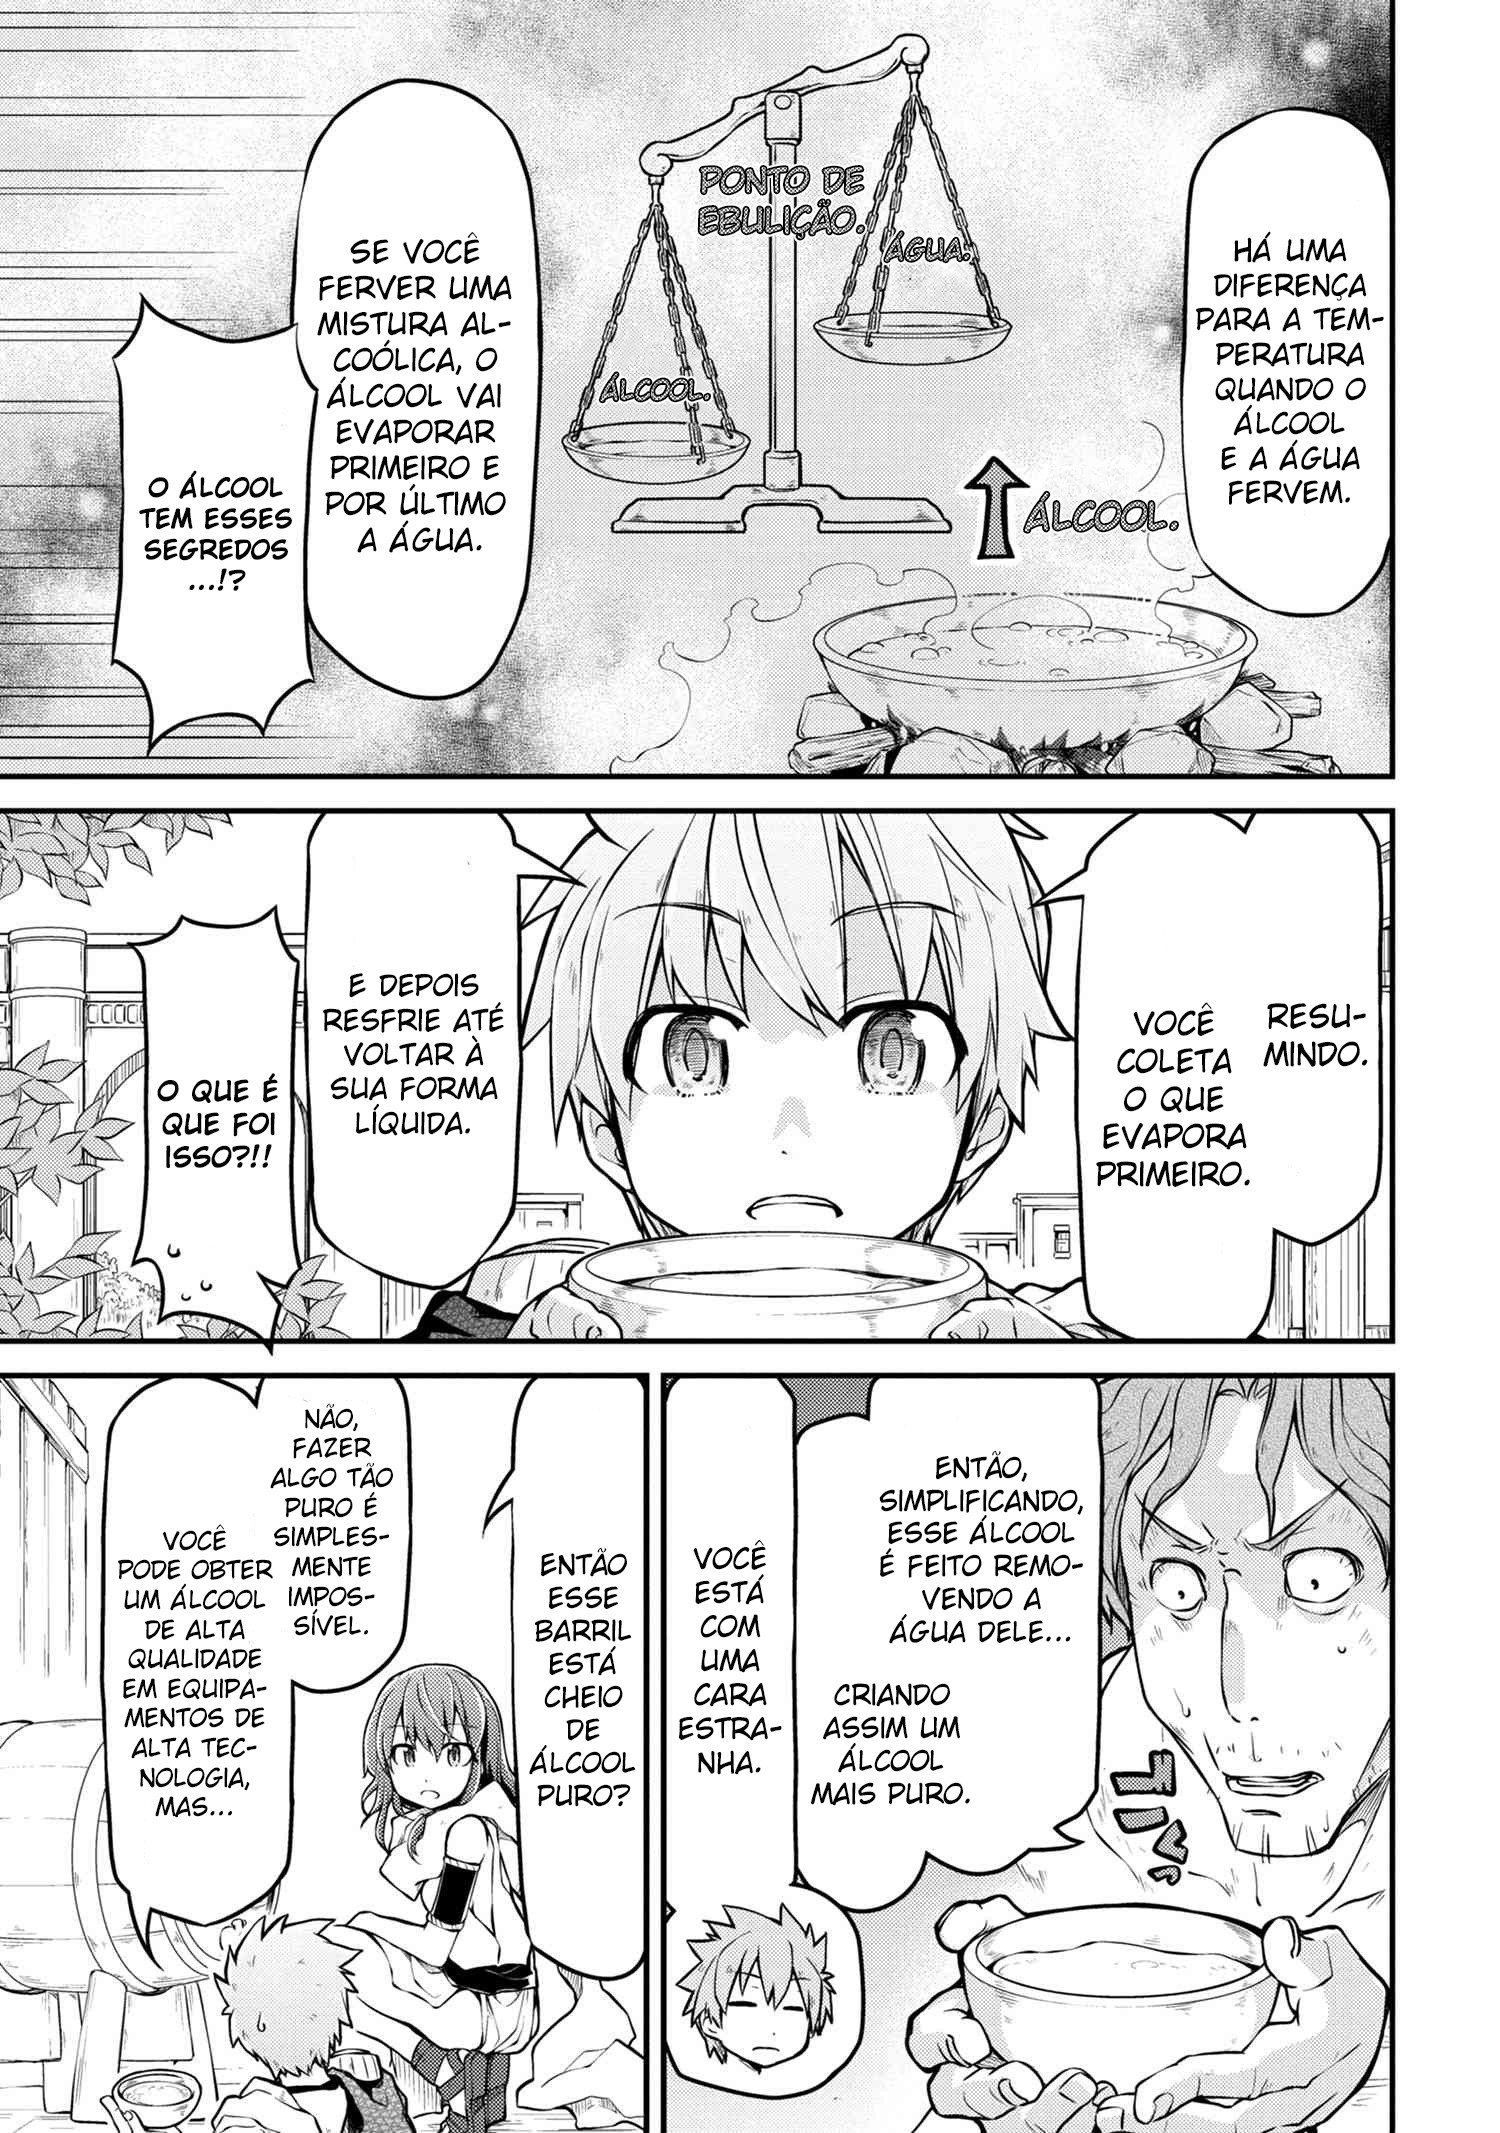 HÁ UMA
DIFERENÇA
PARA A TEM-
PERATURA
QUANDO O
ÁLCOOL
E A ÁGUA
FERVEM.
PONTO DE
EBULIÇÃO.
ÁGUA.
ÁLCOOL.
ÁLCOOL.
SE VOCÊ
FERVER UMA
MISTURA AL-
COÓLICA, O
ÁLCOOL VAI
EVAPORAR
PRIMEIRO E
POR ÚLTIMO
A ÁGUA.
O ÁLCOOL
TEM ESSES
SEGREDOS
...!?
RESU-
MINDO.
VOCÊ
COLETA
O QUE
EVAPORA
PRIMEIRO.
E DEPOIS
RESFRIE ATÉ
VOLTAR À
SUA FORMA
LÍQUIDA.
O QUE É
QUE FOI
ISSO?!!
ENTÃO,
SIMPLIFICANDO,
ESSE ÁLCOOL
É FEITO REMO-
VENDO A
ÁGUA DELE...
CRIANDO
ASSIM UM
ÁLCOOL
MAIS PURO.
ゴクッ
VOCÊ
ESTÁ
COM
UMA
CARA
ESTRA-
NHA.
ENTÃO
ESSE
BARRIL
ESTÁ
CHEIO
DE
ÁLCOOL
PURO?
NÃO,
FAZER
ALGO TÃO
PURO É
SIMPLES-
MENTE
IMPOS-
SÍVEL.
VOCÊ
PODE OBTER
UM ÁLCOOL
DE ALTA
QUALIDADE
EM EQUIPA-
MENTOS DE
ALTA TEC-
NOLOGIA,
MAS...